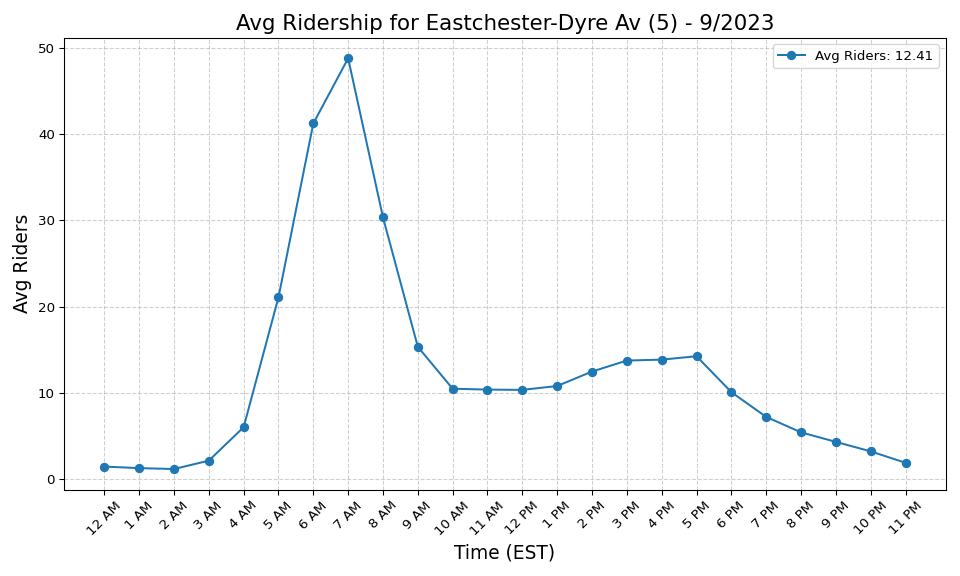 Avg Ridership for Eastchester-Dyre Av (5) - 9/2023
Avg Riders: 12.41
Avg Riders
50
40
30
20
10
0
12 AM
1 AM
2 AM
3 AM
4 AM
5 AM
6 AM
7 AM
8 AM
9 AM
10 AM
11 AM
12 PM
1 PM
2 PM
3 PM
4 PM
5 PM
6 PM
7 PM
8 PM
9 PM
10 PM
11 PM
Time (EST)